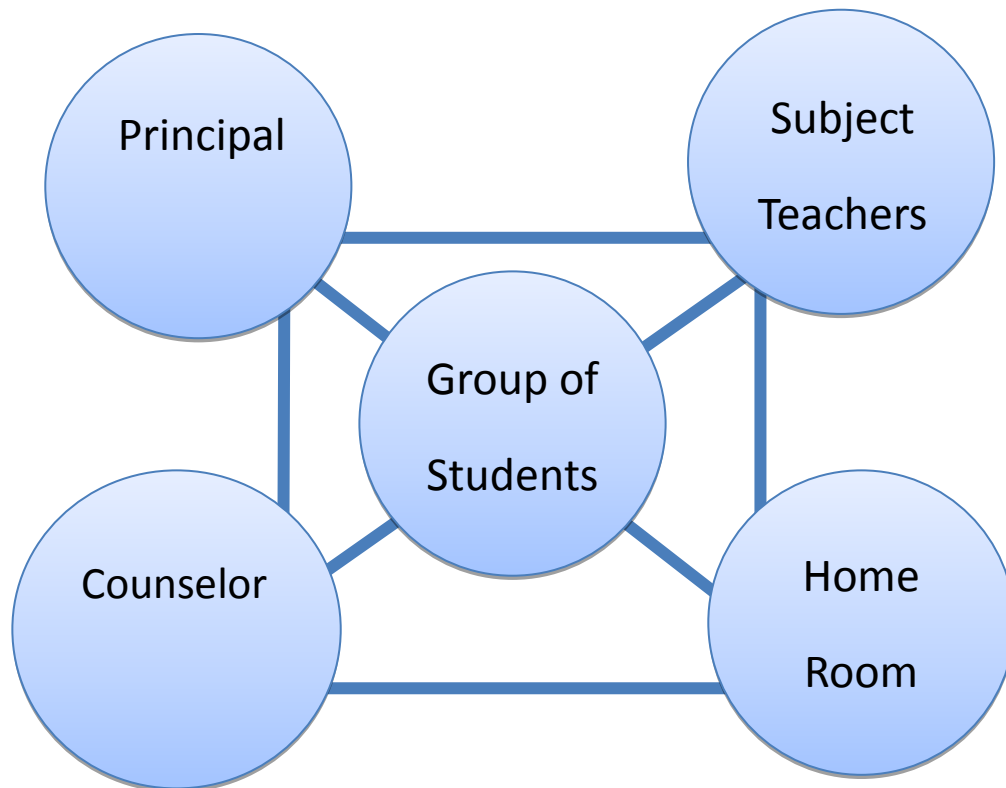 Principal
Subject
Teachers
Group of
Students
Counselor
Home
Room